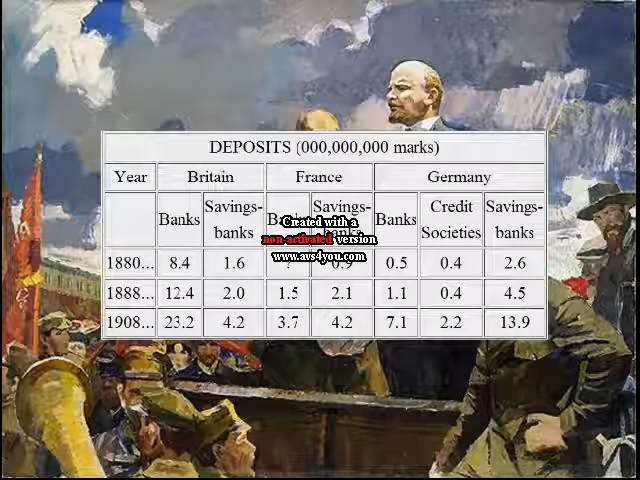 DEPOSITS (000,000,000 marks)
Year Britain France Germany
Banks Savings-banks Savings- Banks Credit Societies Savings-banks
1880... 8.4 1.6 ? 0.9 0.5 0.4 2.6
1888... 12.4 2.0 1.5 2.1 1.1 0.4 4.5
1908... 23.2 4.2 3.7 4.2 7.1 2.2 13.9
Created with a
non-activated version
www.avs4you.com